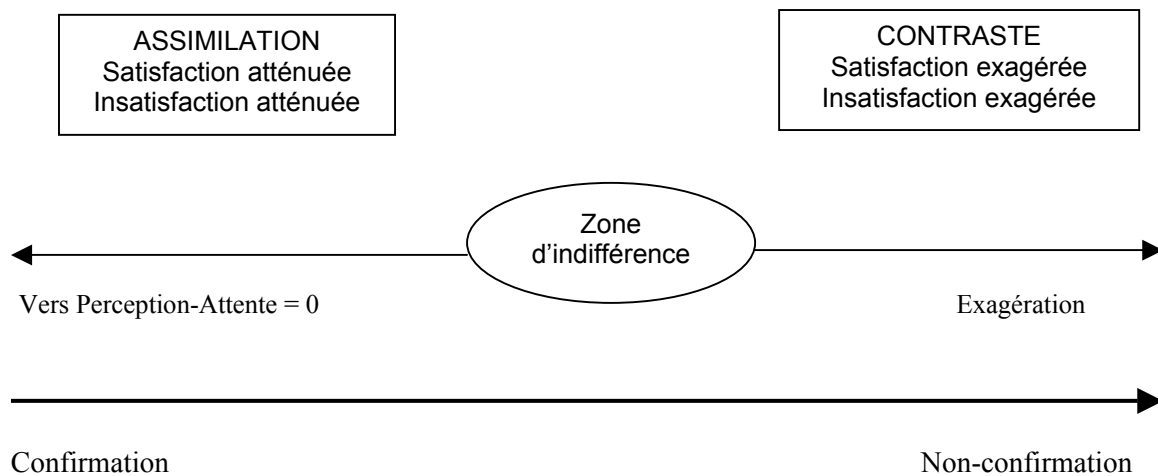 ASSIMILATION
Satisfaction atténuée
Insatisfaction atténuée
CONTRASTE
Satisfaction exagérée
Insatisfaction exagérée
Zone
d'indifférence
Vers Perception-Attente = 0
Exagération
Confirmation
Non-confirmation